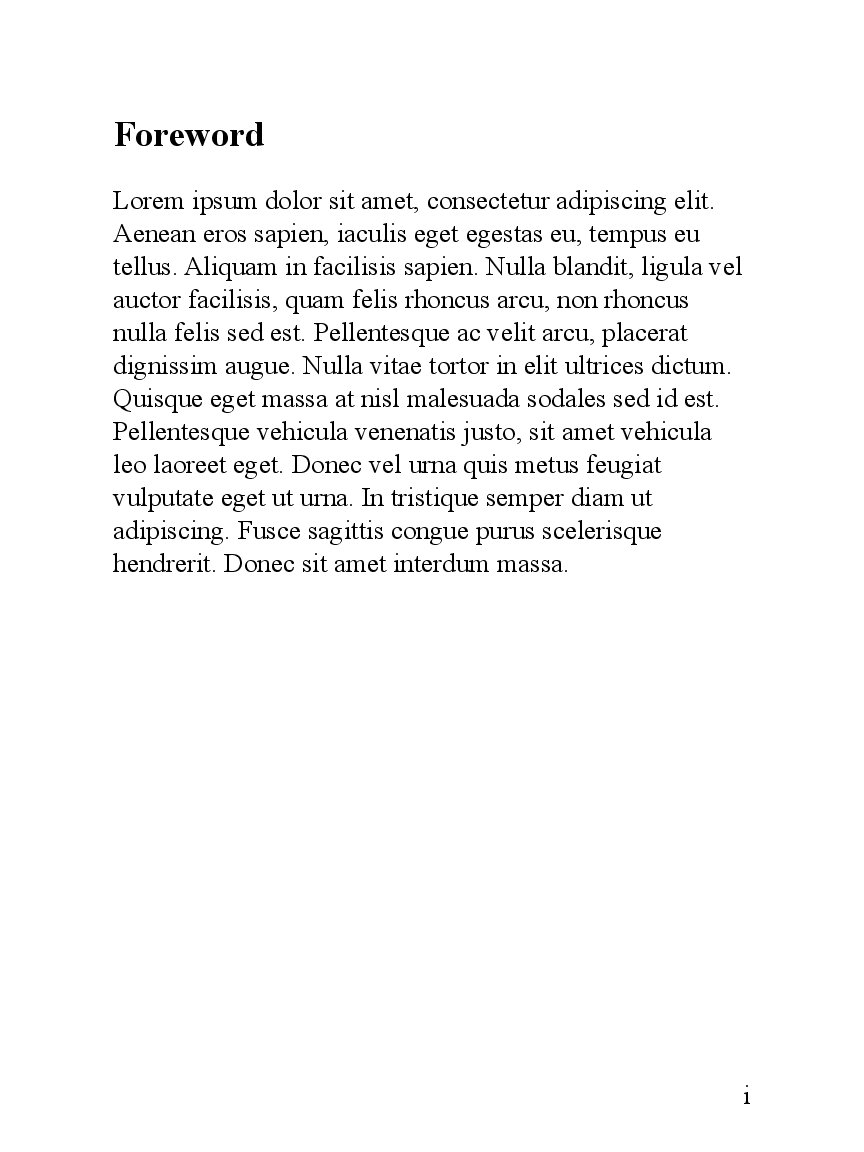 Foreword
Lorem ipsum dolor sit amet, consectetur adipiscing elit.
Aenean eros sapien, iaculis eget egestas eu, tempus eu
tellus. Aliquam in facilisis sapien. Nulla blandit, ligula vel
auctor facilisis, quam felis rhoncus arcu, non rhoncus
nulla felis sed est. Pellentesque ac velit arcu, placerat
dignissim augue. Nulla vitae tortor in elit ultrices dictum.
Quisque eget massa at nisl malesuada sodales sed id est.
Pellentesque vehicula venenatis justo, sit amet vehicula
leo laoreet eget. Donec vel urna quis metus feugiat
vulputate eget ut urna. In tristique semper diam ut
adipiscing. Fusce sagittis congue purus scelerisque
hendrerit. Donec sit amet interdum massa.
i